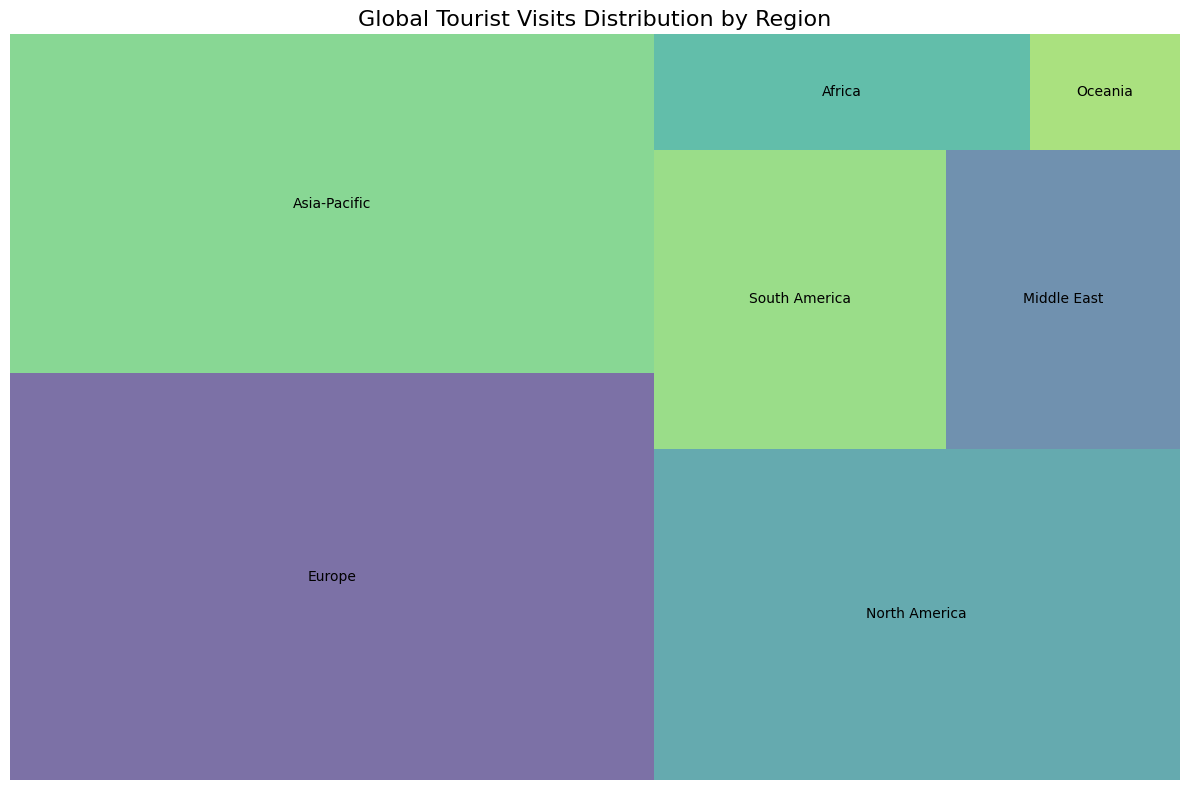 Global Tourist Visits Distribution by Region
Africa
Oceania
Asia-Pacific
South America
Middle East
Europe
North America